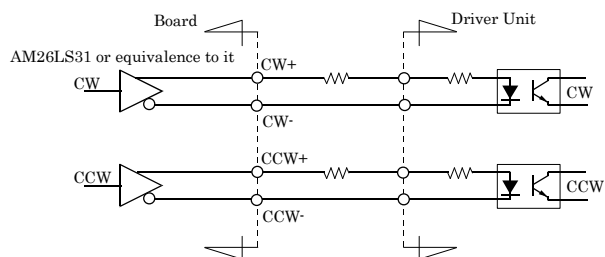 Board
Driver Unit
AM26LS31 or equivalence to it
CW
CW+
CW
CW-
CCW+
CCW
CCW
CCW-